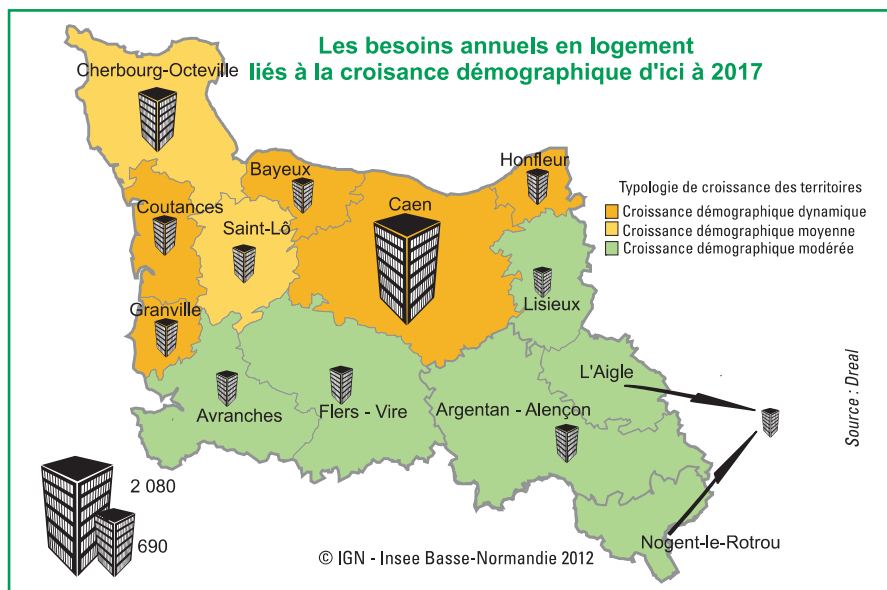 Les besoins annuels en logement
liés à la croisance démographique d'ici à 2017
Cherbourg-Octeville
Bayeux
Honfleur
Coutances
Caen
Saint-Lô
Granville
Lisieux
Typologie de croissance des territoires
Croissance démographique dynamique
Croissance démographique moyenne
Croissance démographique modérée
L'Aigle
Avranches
Flers - Vire
Argentan - Alençon
Source : Dreal
2 080
690
Nogent-le-Rotrou
© IGN - Insee Basse-Normandie 2012